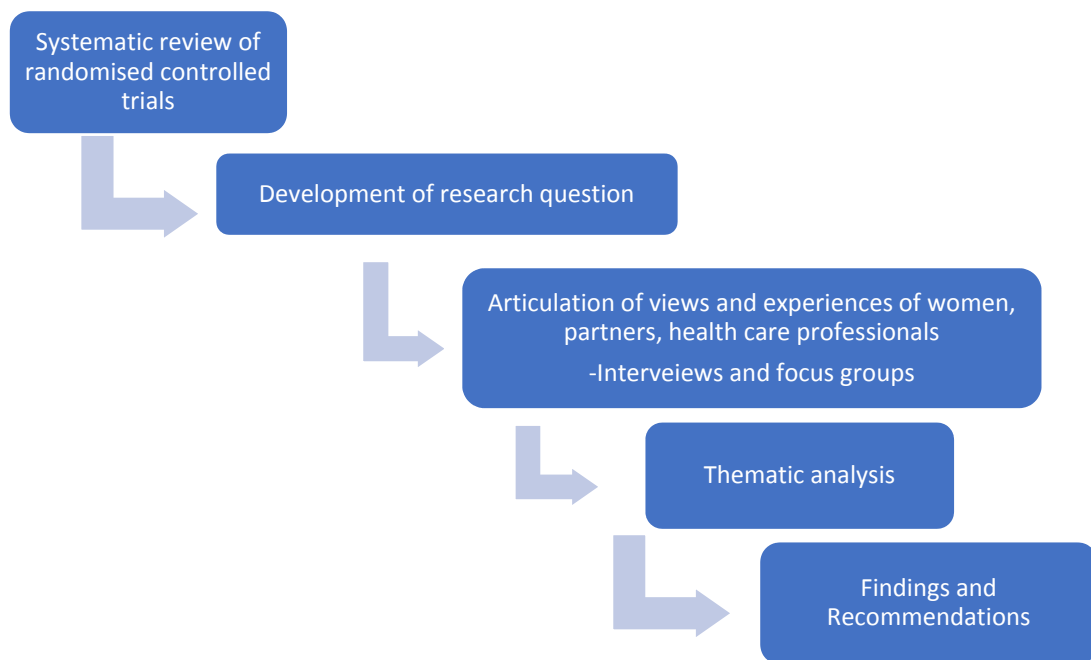 Systematic review of
randomised controlled
trials
Development of research question
Articulation of views and experiences of women,
partners, health care professionals
-Interveiews and focus groups
Thematic analysis
Findings and
Recommendations